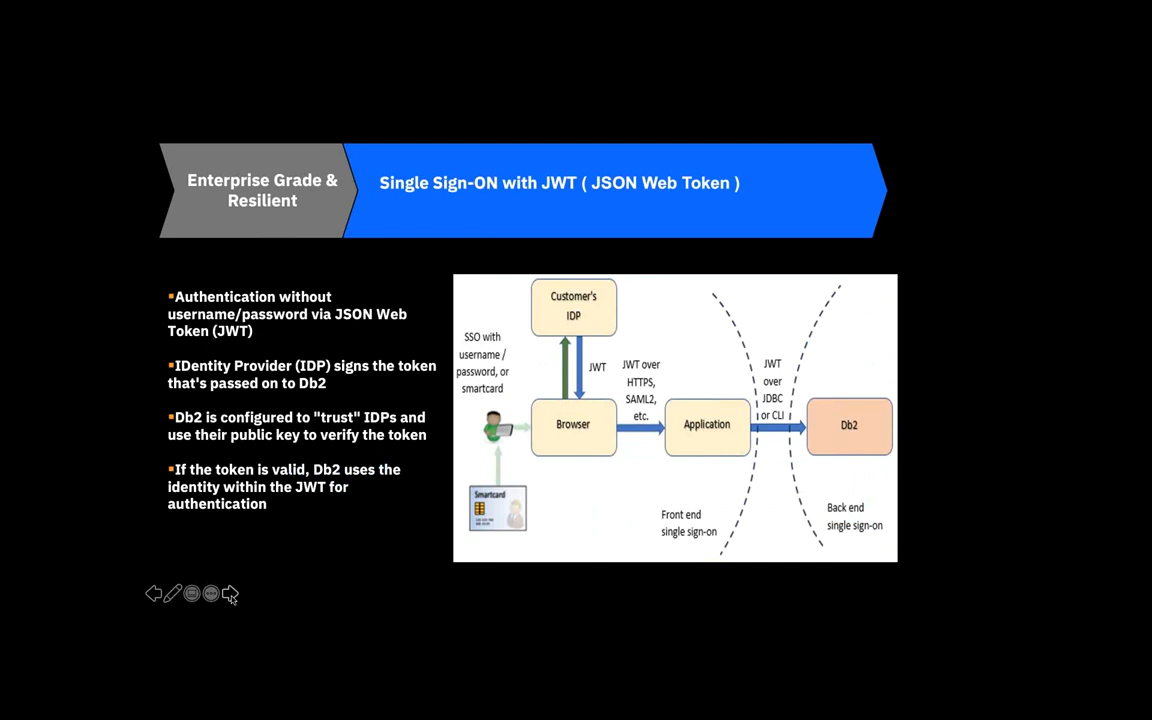 Enterprise Grade &
Resilient
Single Sign-ON with JWT ( JSON Web Token )
▪Authentication without
username/password via JSON Web
Token (JWT)
▪IDentity Provider (IDP) signs the token
that's passed on to Db2
▪Db2 is configured to "trust" IDPs and
use their public key to verify the token
▪If the token is valid, Db2 uses the
identity within the JWT for
authentication
Customer's
IDP
SSO with
username /
password, or
smartcard
JWT
JWT over
HTTPS,
SAML2,
etc.
JWT
over
JDBC
or CLI
Browser
Application
Db2
Smartcard
Front end
single sign-on
Back end
single sign-on